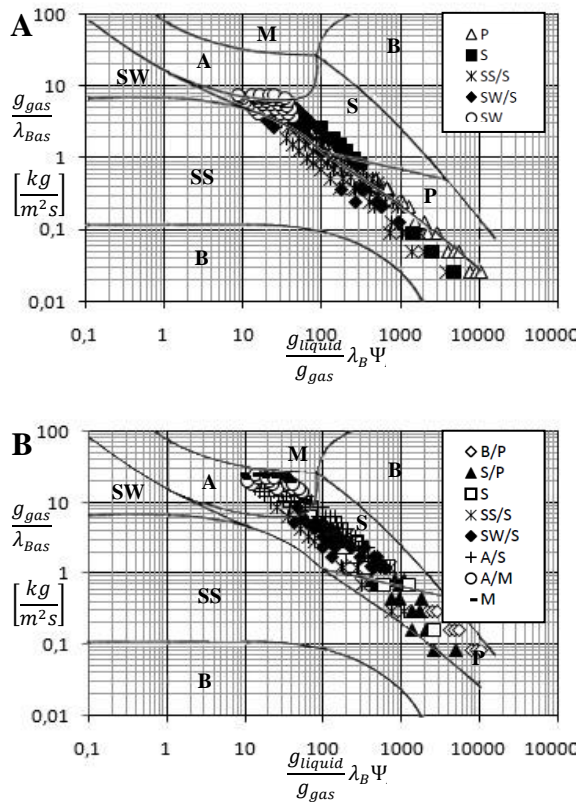 A
100
10
1
0,1
0,01
g_gas
λ_Bas
[kg
m²s]
M
B
SW
A
S
SS
P
B
P
S
SS/S
SW/S
SW
0,1 1 10 100 1000 10000 100000
g_liquid
g_gas
λ_B Ψ
B
100
10
1
0,1
0,01
g_gas
λ_Bas
[kg
m²s]
M
B
A
SW
S
SS
P
B
B/P
S/P
S
SS/S
SW/S
A/S
A/M
M
0,1 1 10 100 1000 10000
g_liquid
g_gas
λ_B Ψ